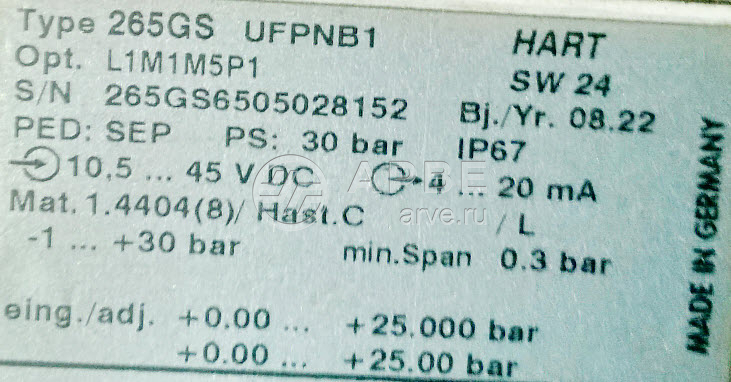 Type 265GS UFPNB1 HART
Opt. L1M1M5P1 SW 24
S/N 265GS6505028152 Bj./Yr. 08.22
PED: SEP PS: 30 bar IP67
10,5 ... 45 V DC 4 ... 20 mA
Mat. 1.4404(8)/ Hast.C / L
-1 ... +30 bar min.Span 0.3 bar
eing./adj. +0.00 ... +25.000 bar
+0.00 ... +25.00 bar
MADE IN GERMANY
АРВЕ
arve.ru